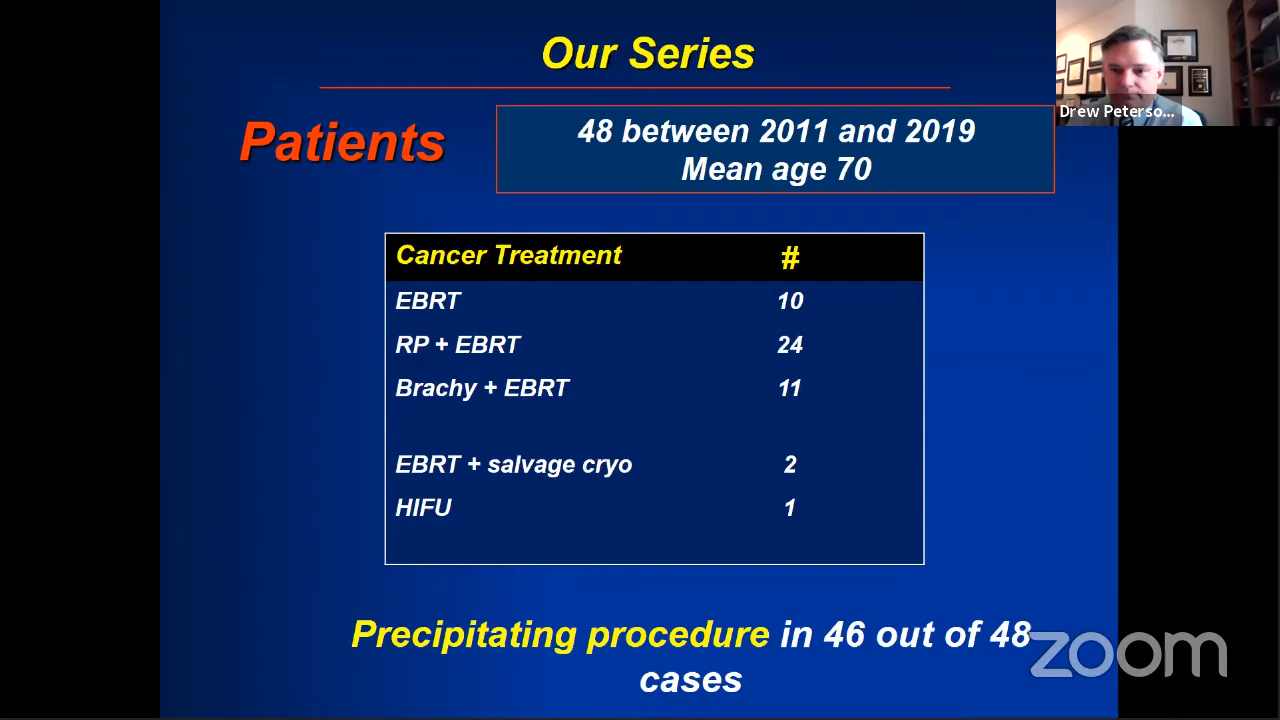 Our Series
Patients
48 between 2011 and 2019
Mean age 70
Cancer Treatment #
EBRT 10
RP + EBRT 24
Brachy + EBRT 11
EBRT + salvage cryo 2
HIFU 1
Precipitating procedure in 46 out of 48
cases
Drew Peterso...
zoom